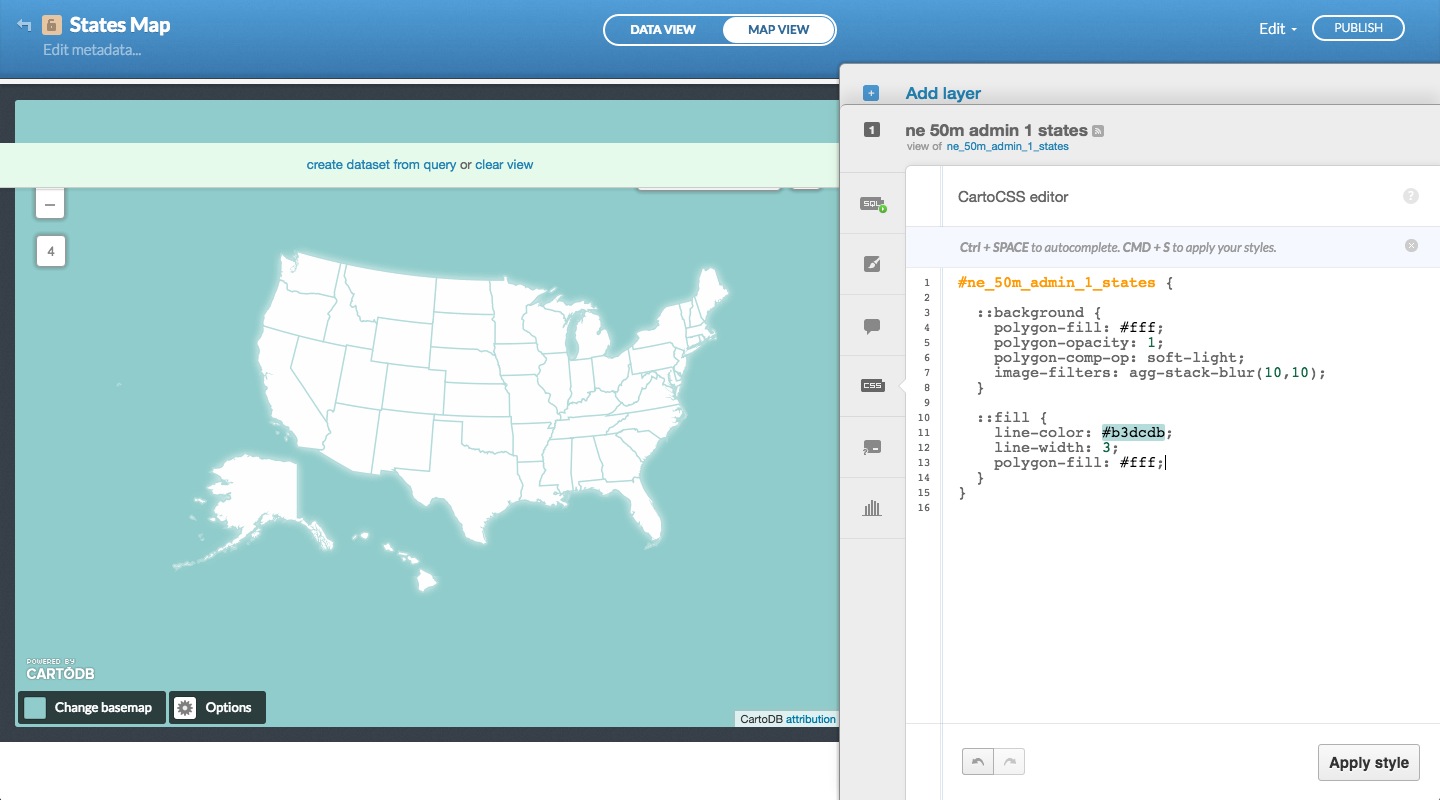 States Map
Edit metadata...
DATA VIEW
MAP VIEW
Edit
PUBLISH
create dataset from query or clear view
–
4
POWERED BY
CARTODB
Change basemap
Options
CartoDB attribution
+
Add layer
1
ne 50m admin 1 states
view of ne_50m_admin_1_states
SQL
CSS
CartoCSS editor
?
Ctrl + SPACE to autocomplete. CMD + S to apply your styles.
1 #ne_50m_admin_1_states {
2
3 ::background {
4 polygon-fill: #fff;
5 polygon-opacity: 1;
6 polygon-comp-op: soft-light;
7 image-filters: agg-stack-blur(10,10);
8 }
9
10 ::fill {
11 line-color: #b3dcdb;
12 line-width: 3;
13 polygon-fill: #fff;
14 }
15 }
16
Apply style